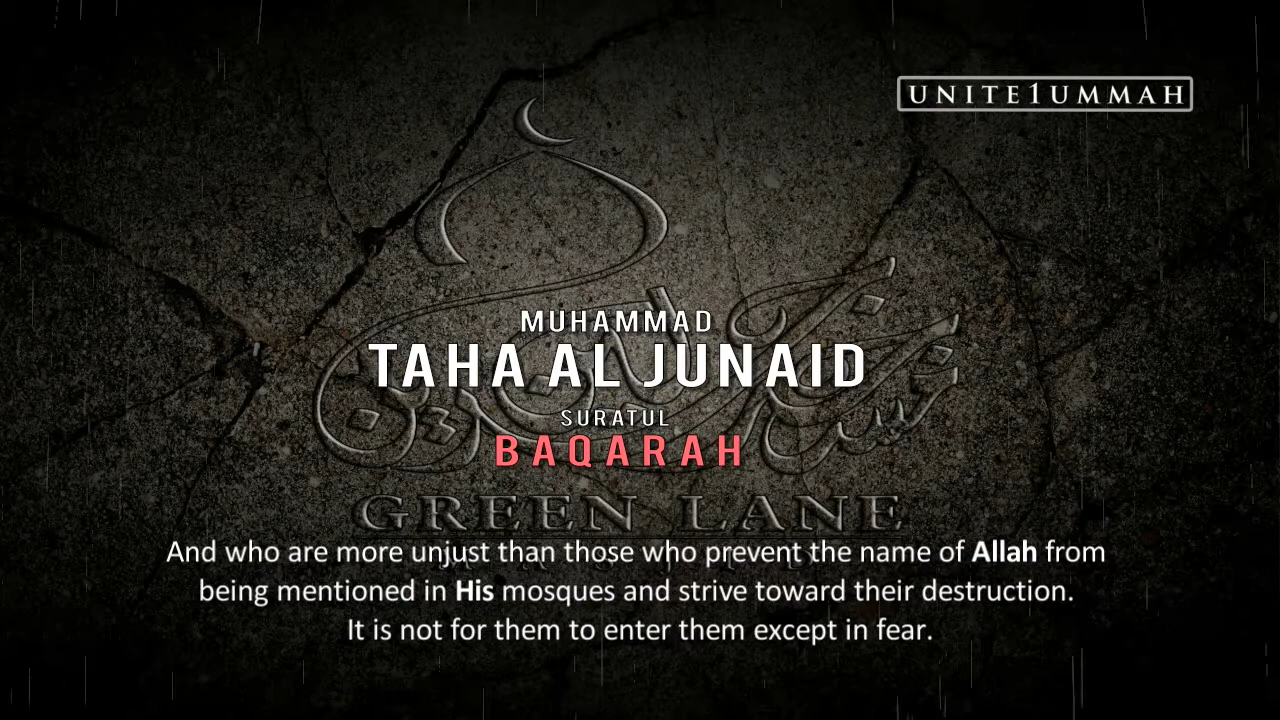 UNITE1UMMAH
MUHAMMAD
TAHA AL JUNAID
SURATUL
BAQARAH
GREEN LANE
And who are more unjust than those who prevent the name of Allah from
being mentioned in His mosques and strive toward their destruction.
It is not for them to enter them except in fear.